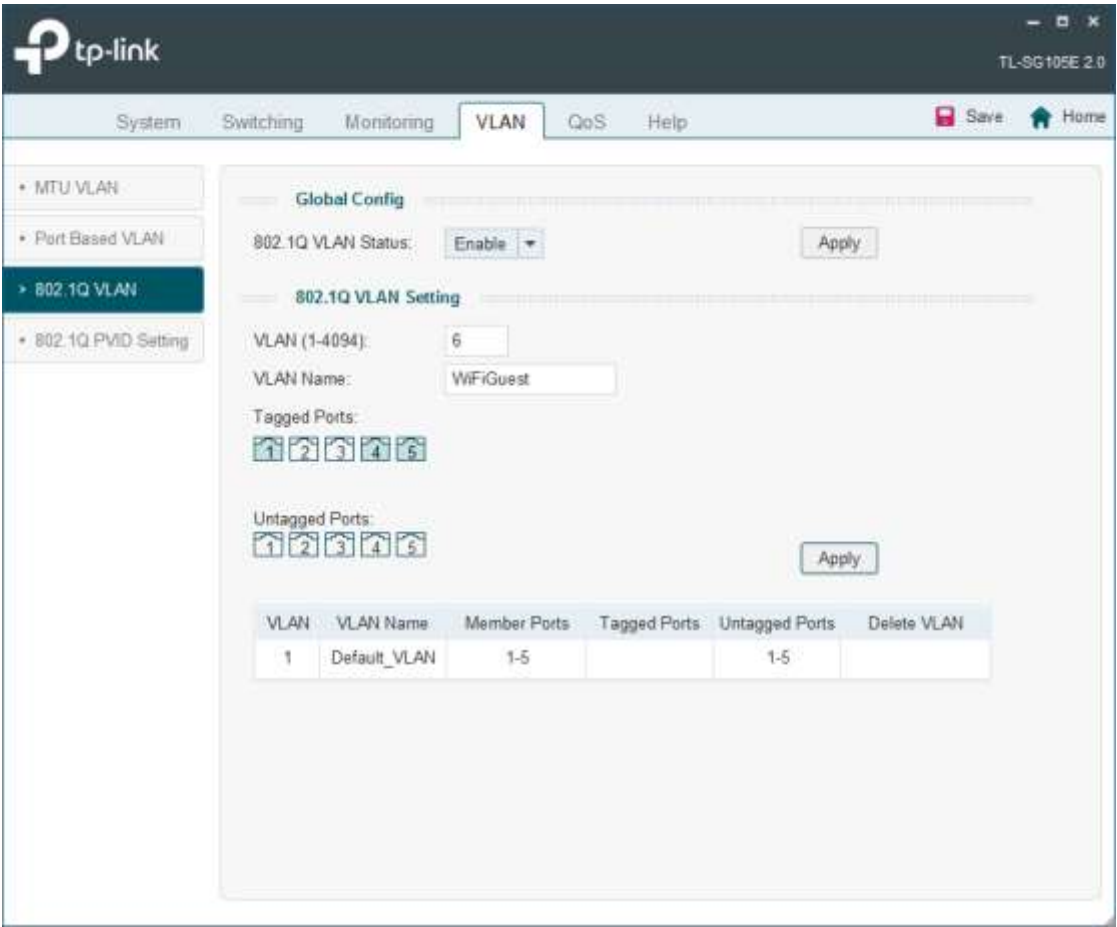 tp-link
TL-SG105E 2.0
System Switching Monitoring VLAN QoS Help Save Home
• MTU VLAN
• Port Based VLAN
802.1Q VLAN
• 802.1Q PVID Setting
Global Config
802.1Q VLAN Status: Enable Apply
802.1Q VLAN Setting
VLAN (1-4094): 6
VLAN Name: WiFiGuest
Tagged Ports:
1 2 3 4 5
Untagged Ports:
1 2 3 4 5
Apply
VLAN VLAN Name Member Ports Tagged Ports Untagged Ports Delete VLAN
1 Default_VLAN 1-5 1-5